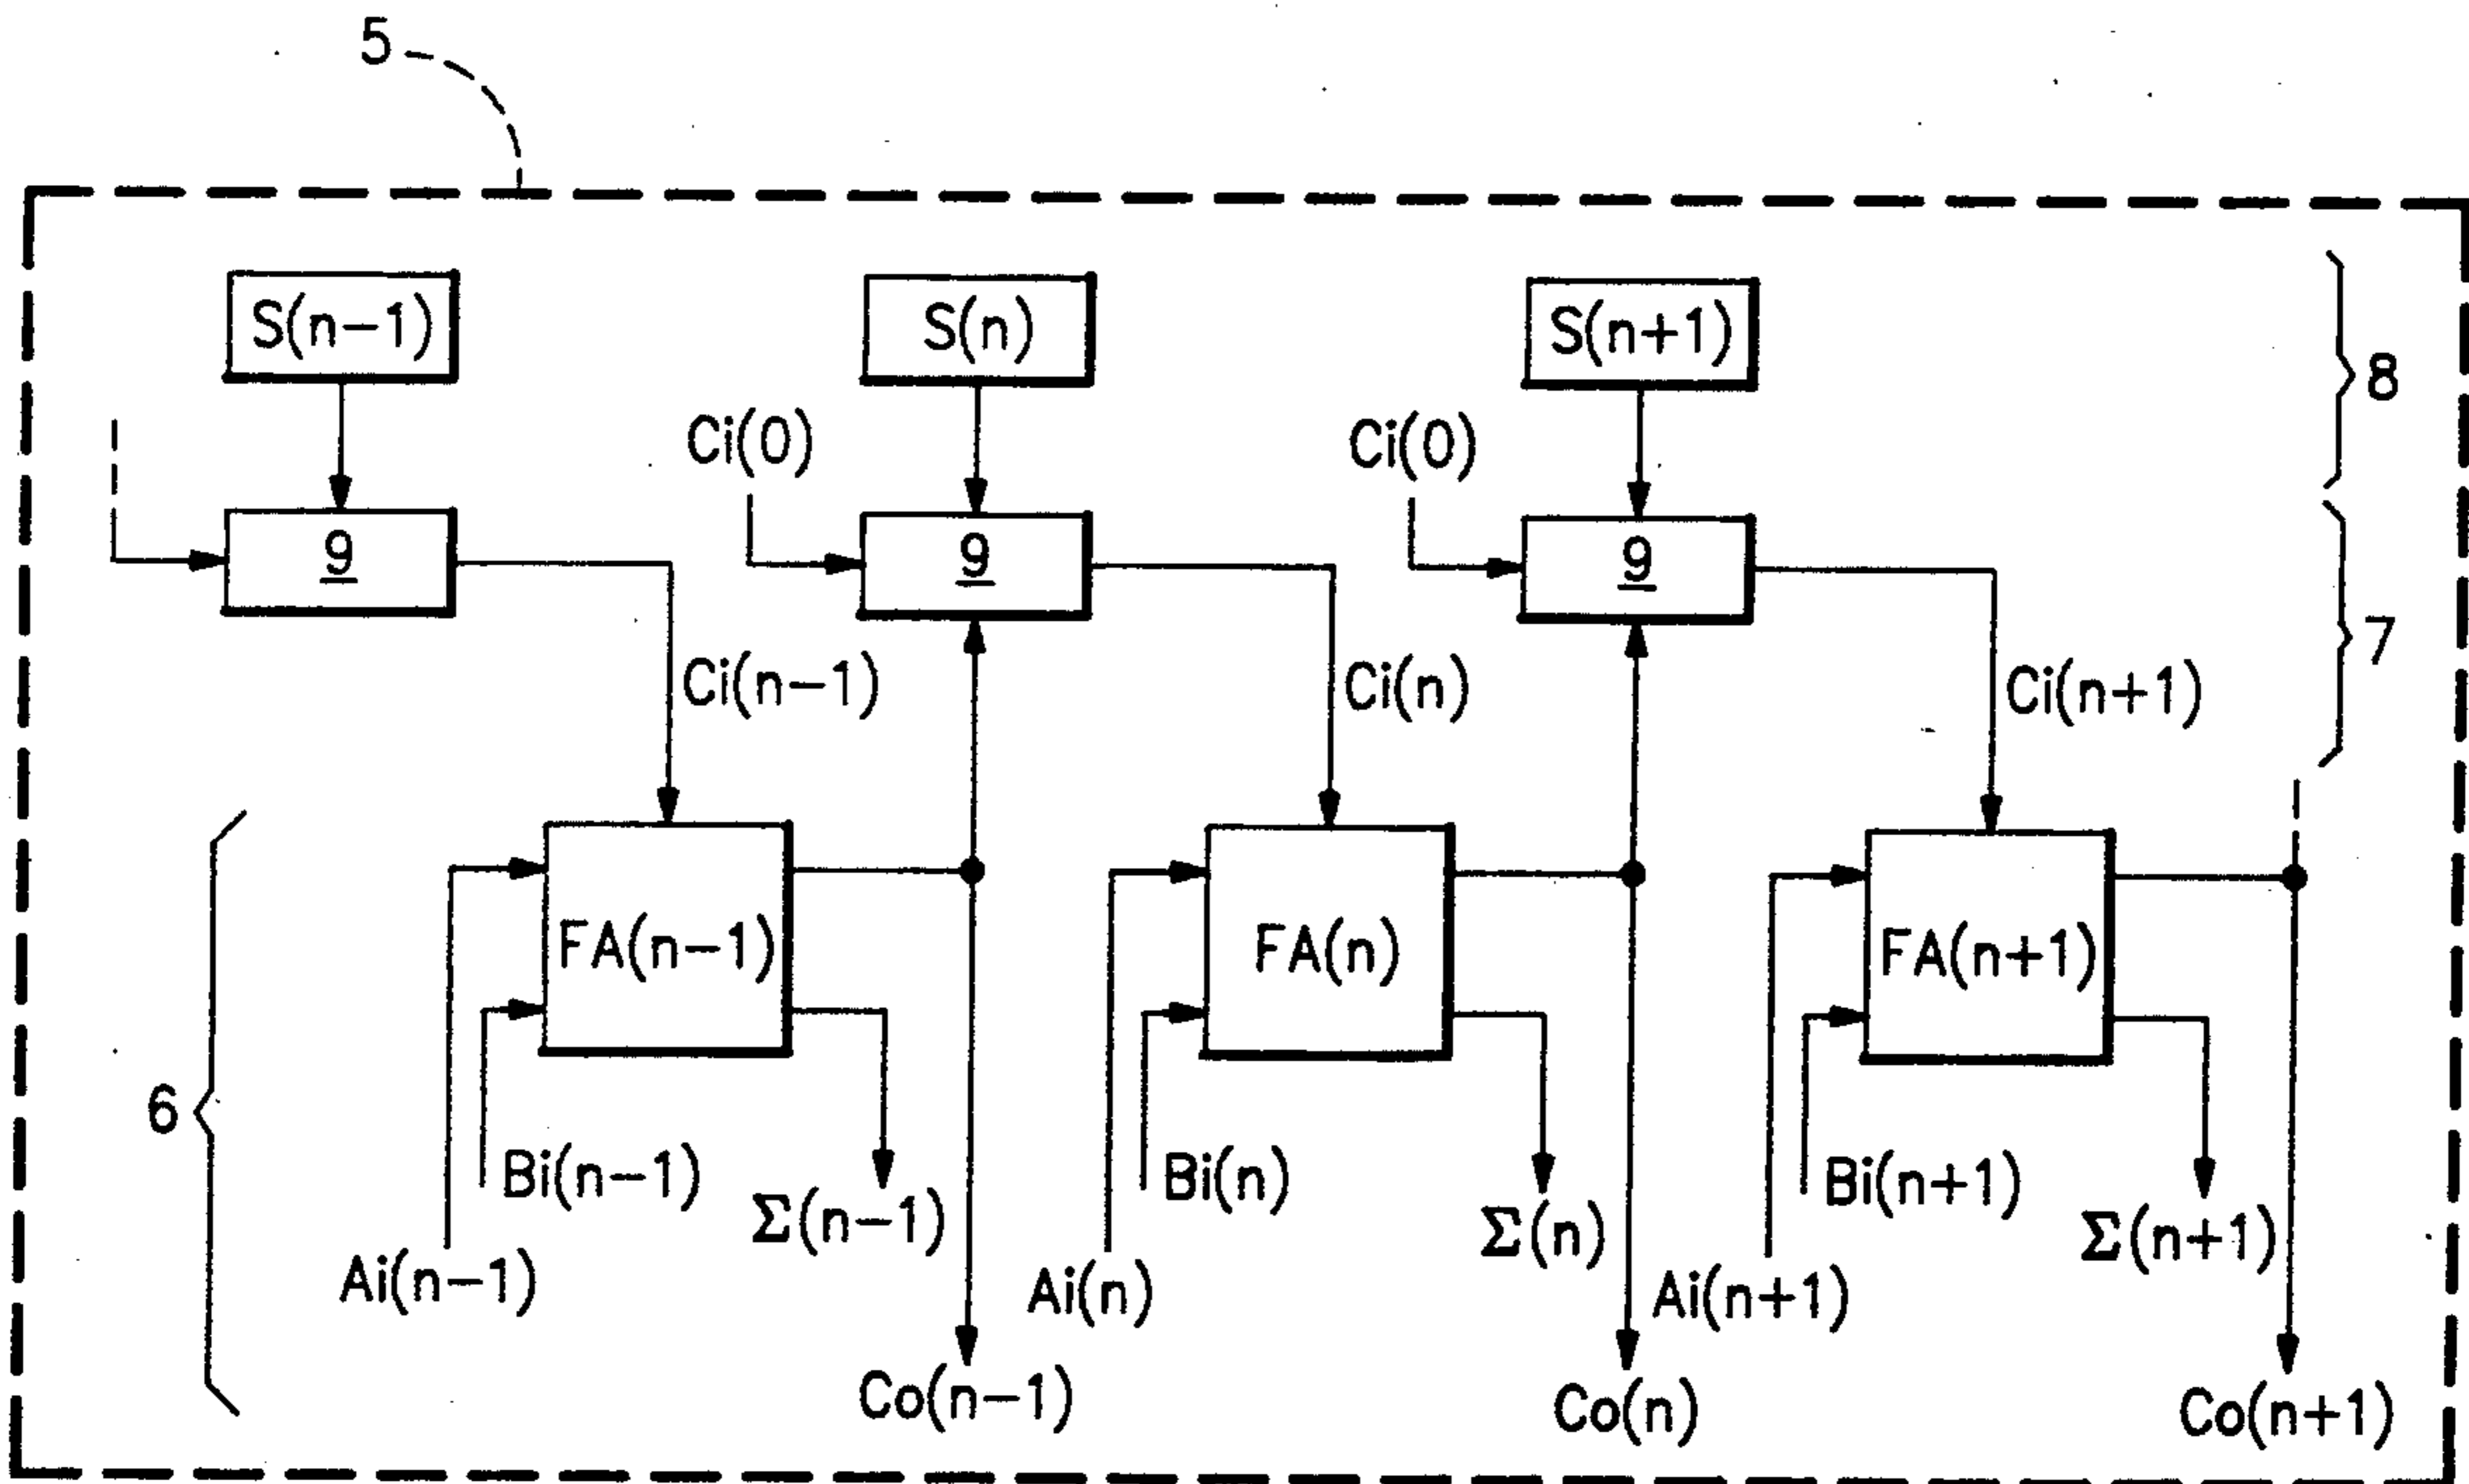 5
S(n-1)
S(n)
S(n+1)
8
Ci(0)
Ci(0)
9
9
9
7
Ci(n-1)
Ci(n)
Ci(n+1)
FA(n-1)
FA(n)
FA(n+1)
6
Bi(n-1)
Bi(n)
Bi(n+1)
Σ(n-1)
Σ(n)
Σ(n+1)
Ai(n-1)
Ai(n)
Ai(n+1)
Co(n-1)
Co(n)
Co(n+1)